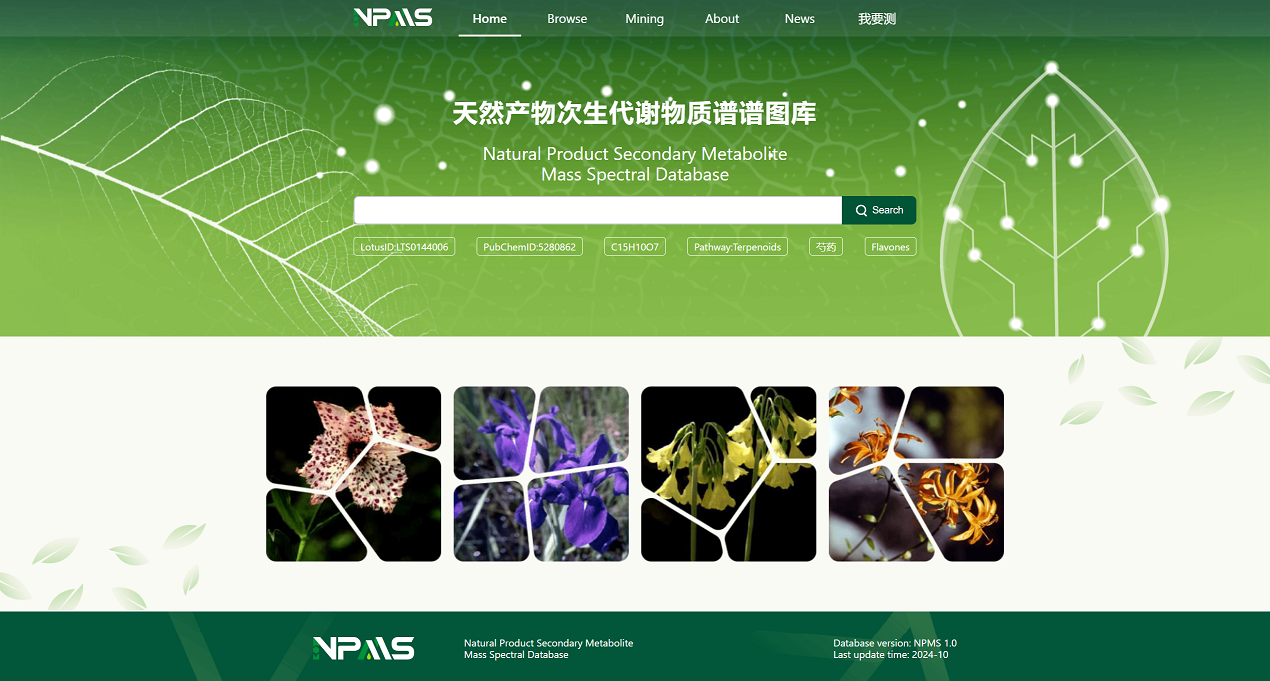 NPMS
Home
Browse
Mining
About
News
我要测
天然产物次生代谢物质谱谱图库
Natural Product Secondary Metabolite
Mass Spectral Database
Search
LotusID:LTS0144006
PubChemID:5280862
C15H10O7
Pathway:Terpenoids
芍药
Flavones
NPMS
Natural Product Secondary Metabolite
Mass Spectral Database
Database version: NPMS 1.0
Last update time: 2024-10